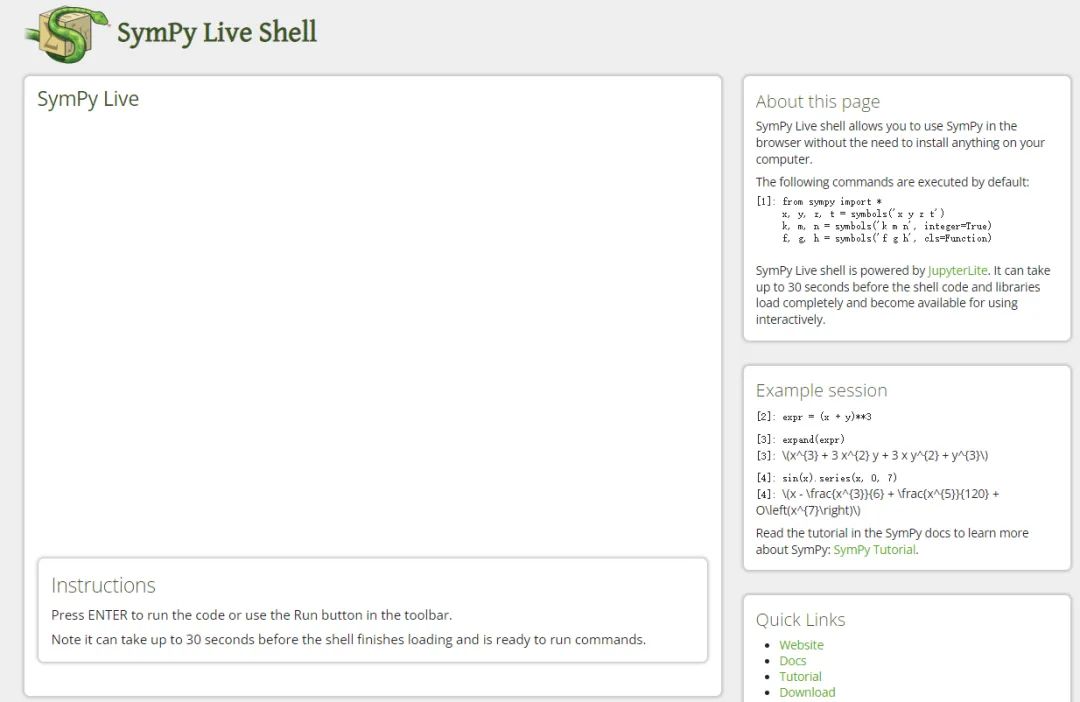 SymPy Live Shell
SymPy Live
Instructions
Press ENTER to run the code or use the Run button in the toolbar.
Note it can take up to 30 seconds before the shell finishes loading and is ready to run commands.
About this page
SymPy Live shell allows you to use SymPy in the
browser without the need to install anything on your
computer.
The following commands are executed by default:
[1]: from sympy import *
x, y, z, t = symbols('x y z t')
k, m, n = symbols('k m n', integer=True)
f, g, h = symbols('f g h', cls=Function)
SymPy Live shell is powered by JupyterLite. It can take
up to 30 seconds before the shell code and libraries
load completely and become available for using
interactively.
Example session
[2]: expr = (x + y)**3
[3]: expand(expr)
[3]: \(x^{3} + 3 x^{2} y + 3 x y^{2} + y^{3}\)
[4]: sin(x).series(x, 0, 7)
[4]: \(x - \frac{x^{3}}{6} + \frac{x^{5}}{120} +
O\left(x^{7}\right)\)
Read the tutorial in the SymPy docs to learn more
about SymPy: SymPy Tutorial.
Quick Links
• Website
• Docs
• Tutorial
• Download